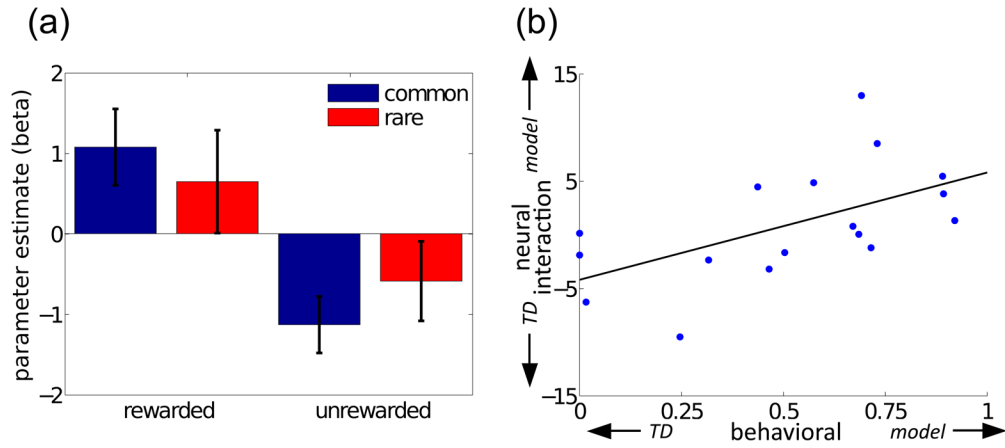 (a)
parameter estimate (beta)
2
1
0
−1
−2
common
rare
rewarded
unrewarded
(b)
neural
interaction
TD
model
15
5
−5
−15
0
0.25
0.5
0.75
1
TD
behavioral
model